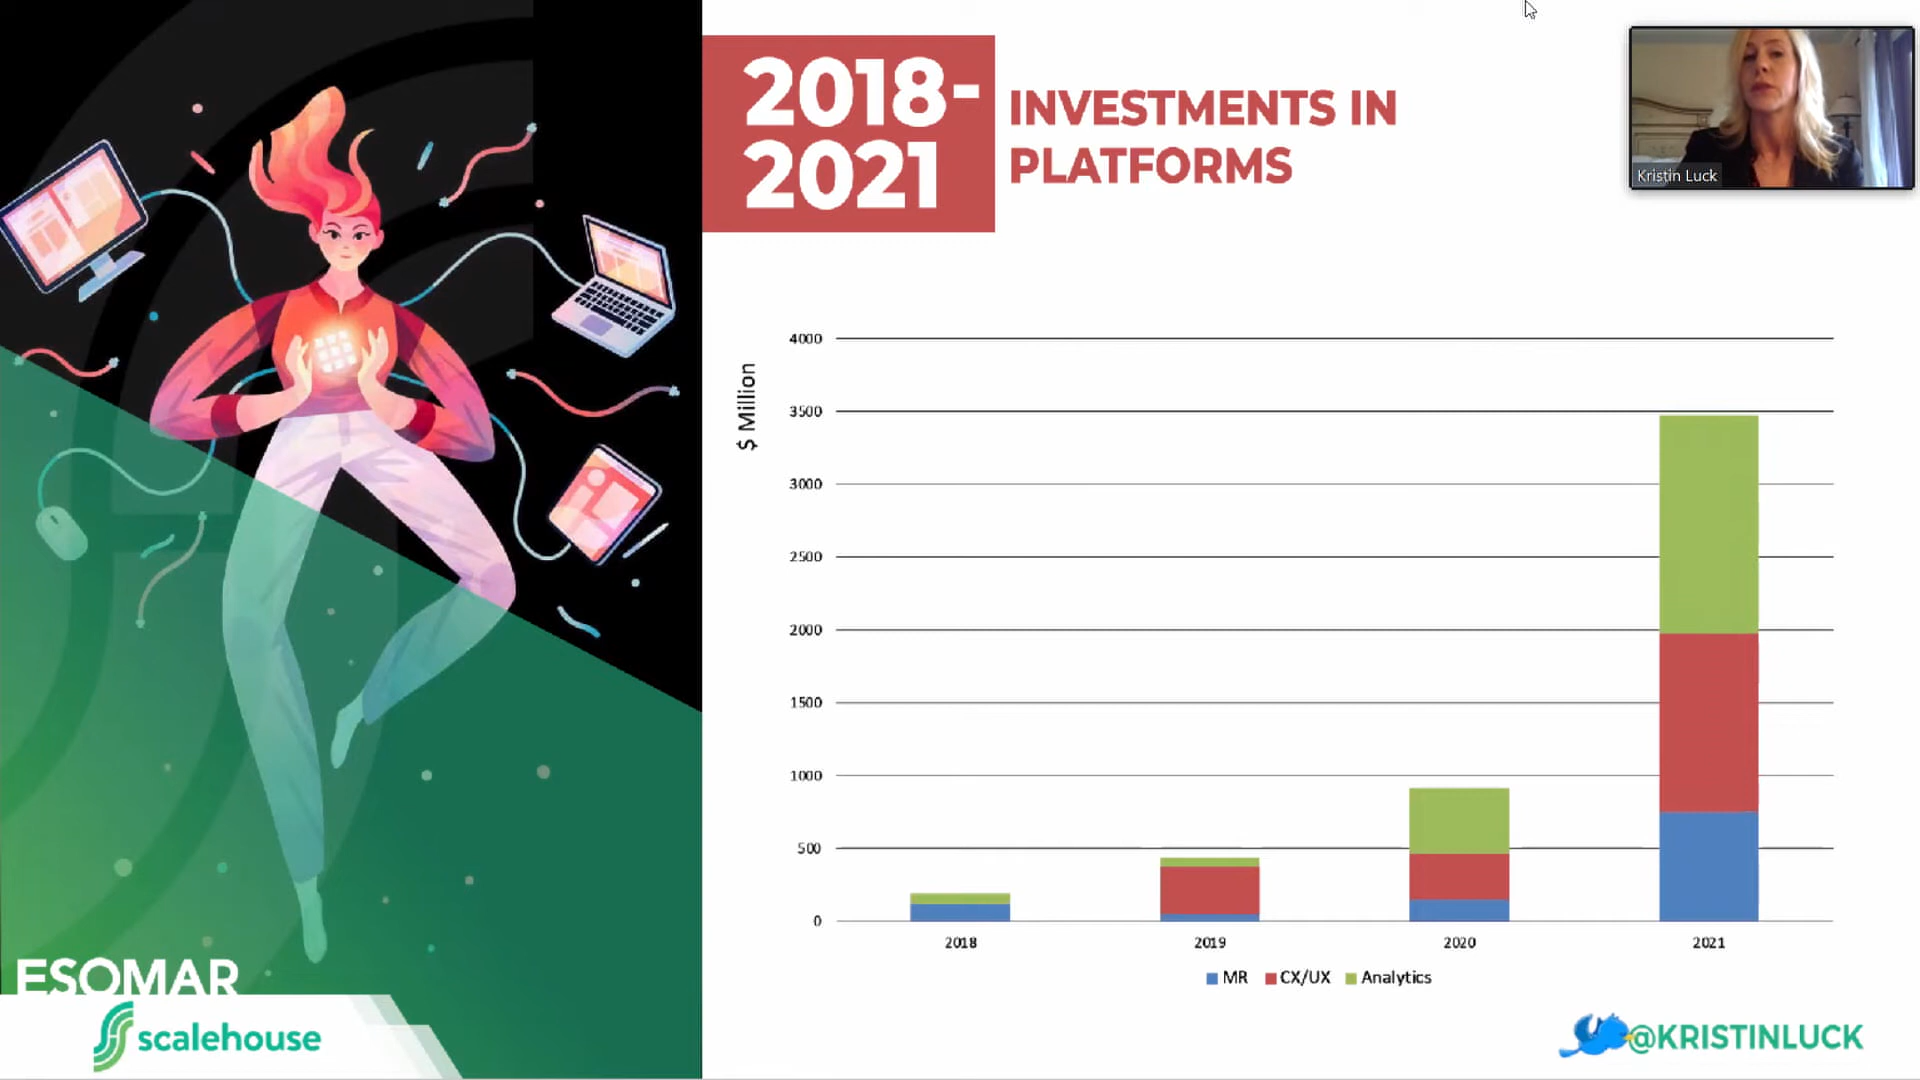 2018-
2021
INVESTMENTS IN
PLATFORMS
Kristin Luck
$ Million
4000
3500
3000
2500
2000
1500
1000
500
0
2018 2019 2020 2021
MR CX/UX Analytics
ESOMAR
scalehouse
@KRISTINLUCK